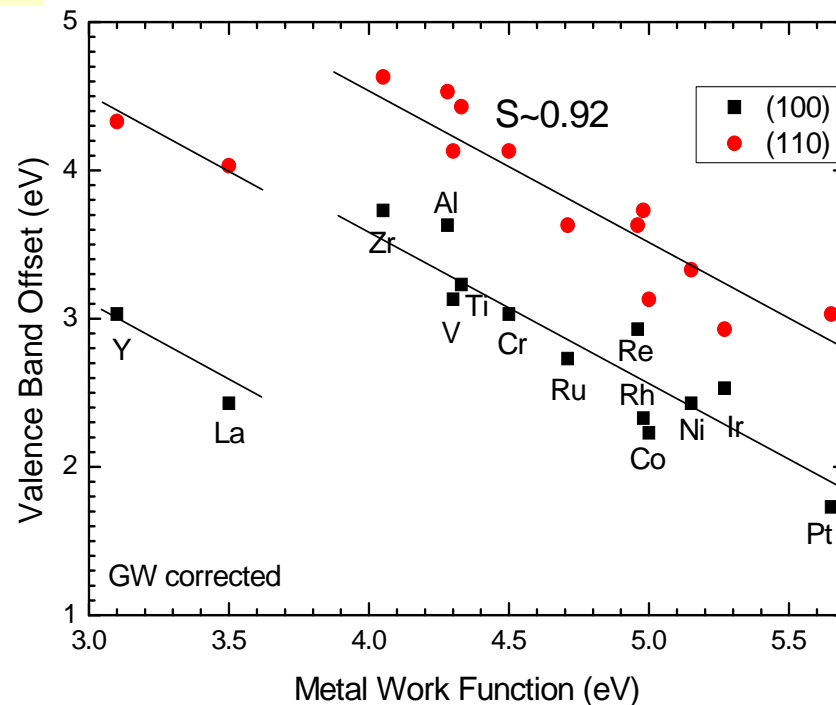 5
4
3
2
1
Valence Band Offset (eV)
S~0.92
(100)
(110)
Al
Zr
Ti
V
Cr
Y
Re
Ru
Rh
La
Ni
Ir
Co
Pt
GW corrected
3.0 3.5 4.0 4.5 5.0 5.5
Metal Work Function (eV)